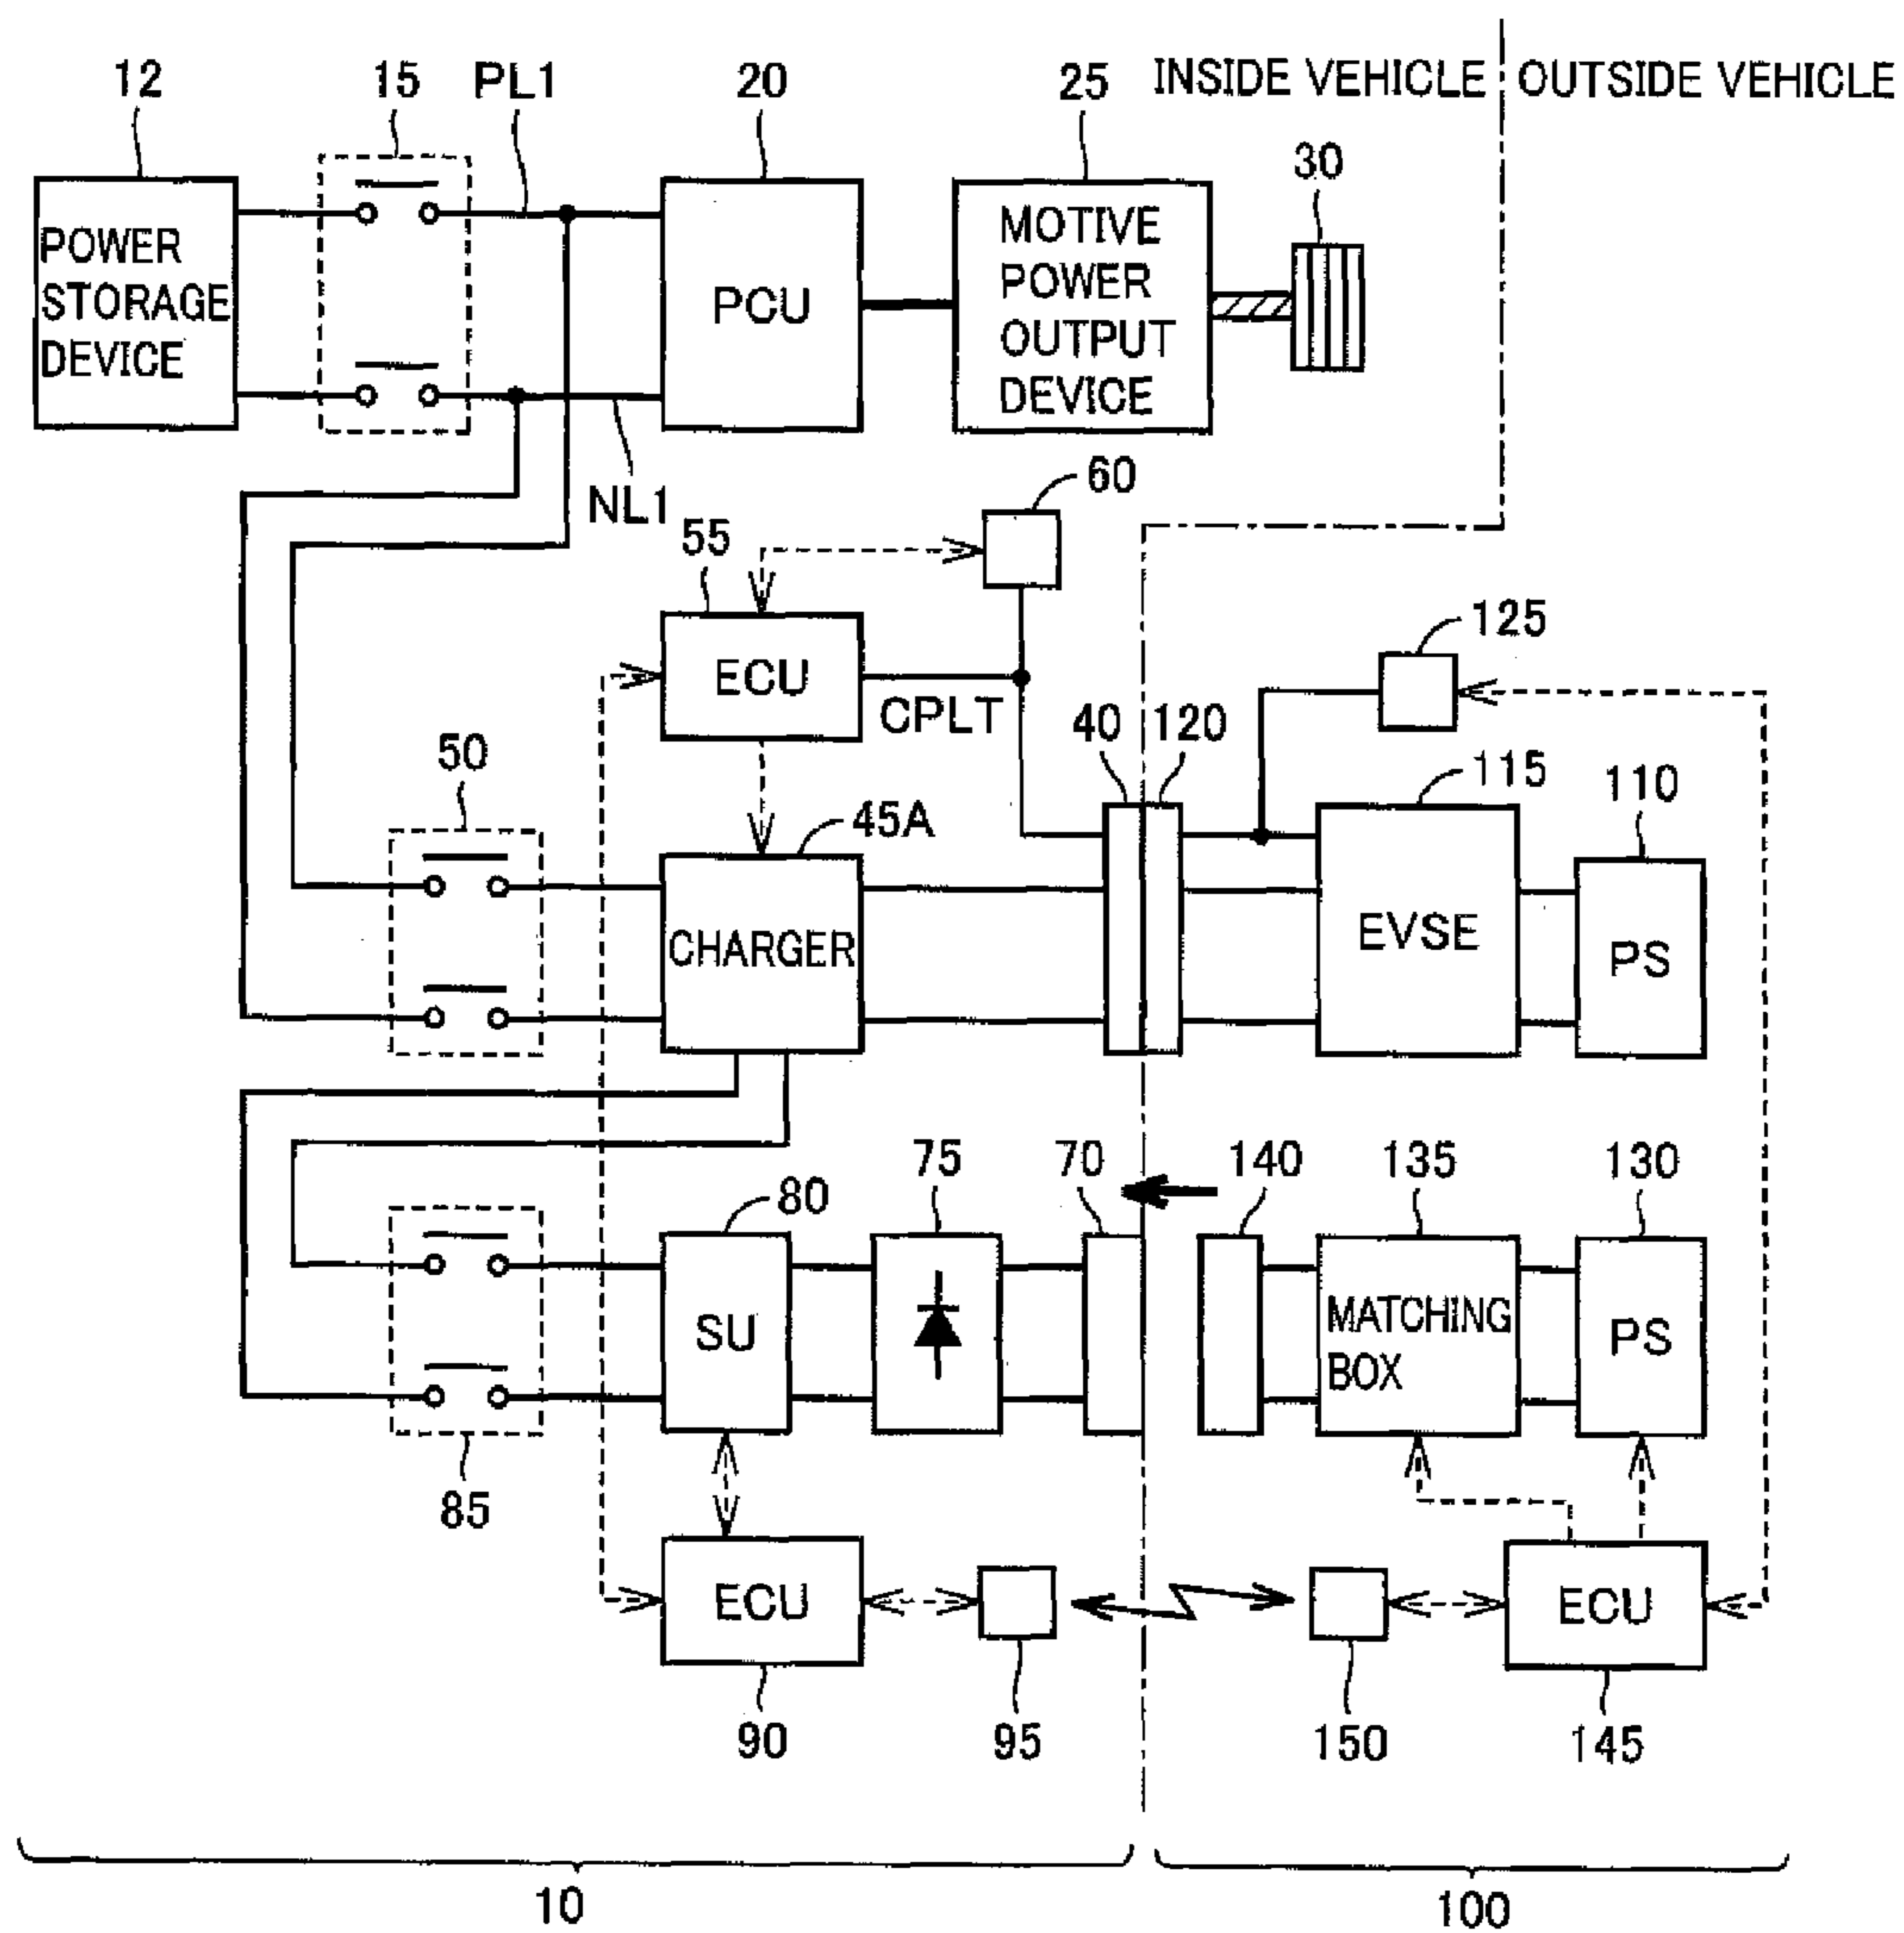 INSIDE VEHICLE
OUTSIDE VEHICLE
12
15
PL1
20
25
30
POWER
STORAGE
DEVICE
PCU
MOTIVE
POWER
OUTPUT
DEVICE
NL1
60
55
ECU
CPLT
125
40
120
115
110
50
45A
CHARGER
EVSE
PS
80
75
70
140
135
130
SU
MATCHING
BOX
PS
85
ECU
ECU
90
95
150
145
10
100